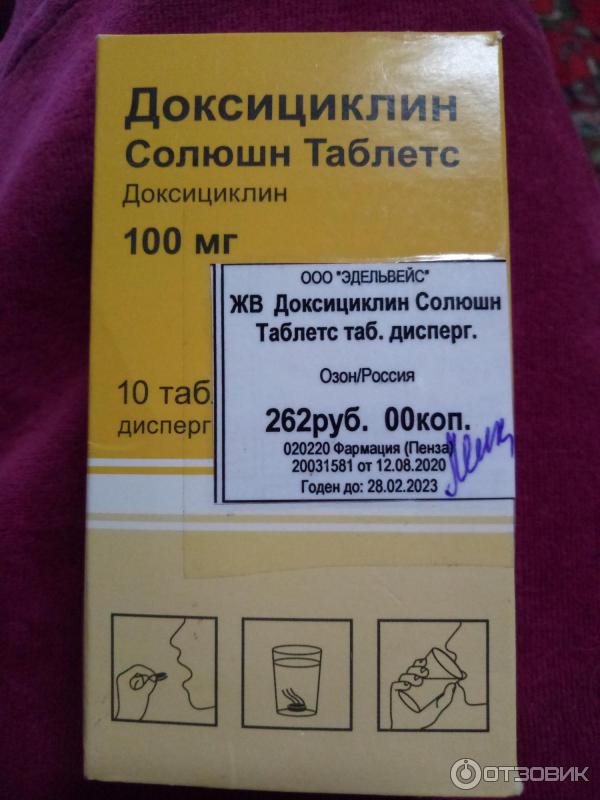 Доксициклин
Солюшн Таблетс
Доксициклин
100 мг
ООО "ЭДЕЛЬВЕЙС"
ЖВ Доксициклин Солюшн
Таблетс таб. дисперг.
Озон/Россия
262руб. 00коп.
020220 Фармация (Пенза)
20031581 от 12.08.2020
Годен до: 28.02.2023
10 таб
дисперг
ОТЗОВИК